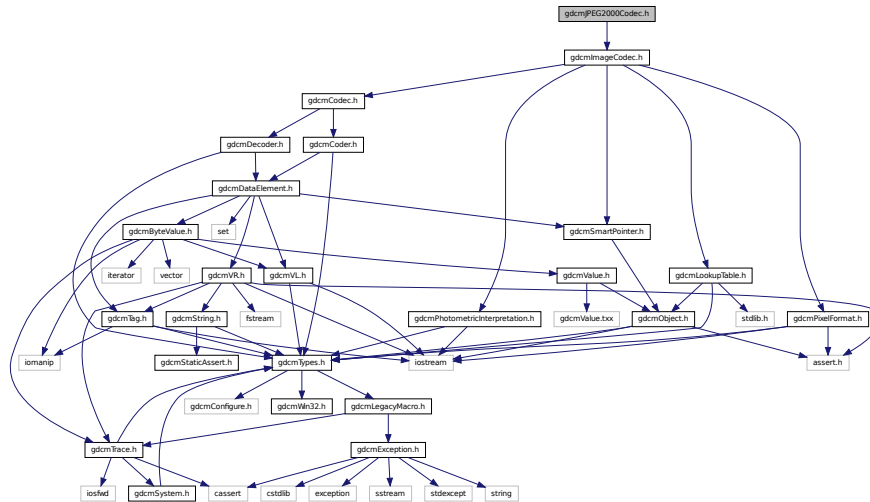 gdcmJPEG2000Codec.h
gdcmImageCodec.h
gdcmCodec.h
gdcmDecoder.h
gdcmCoder.h
gdcmDataElement.h
gdcmByteValue.h
set
gdcmSmartPointer.h
iterator
vector
gdcmVR.h
gdcmVL.h
gdcmValue.h
gdcmLookupTable.h
gdcmTag.h
gdcmString.h
fstream
gdcmPhotometricInterpretation.h
gdcmValue.txx
gdcmObject.h
stdlib.h
gdcmPixelFormat.h
iomanip
gdcmStaticAssert.h
gdcmTypes.h
iostream
assert.h
gdcmConfigure.h
gdcmWin32.h
gdcmLegacyMacro.h
gdcmTrace.h
gdcmException.h
iosfwd
gdcmSystem.h
cassert
cstdlib
exception
sstream
stdexcept
string